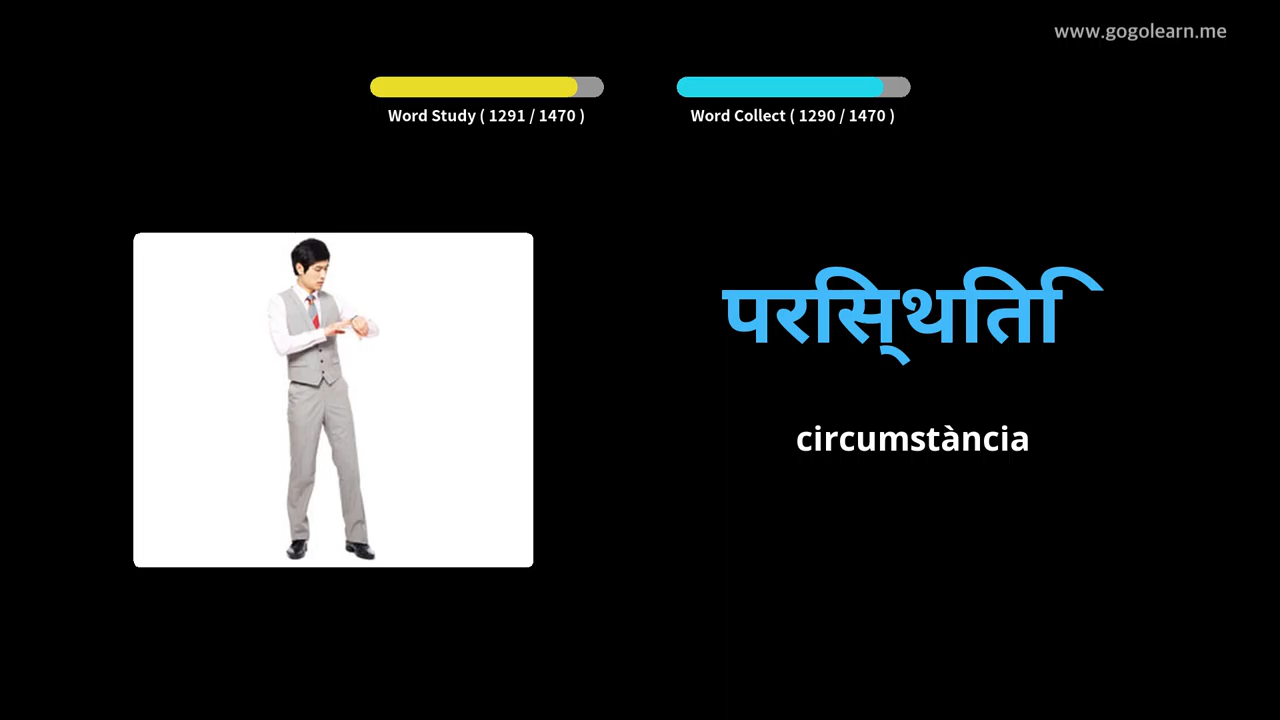 www.gogolearn.me
Word Study ( 1291 / 1470 )
Word Collect ( 1290 / 1470 )
परिस्थिति
circumstància